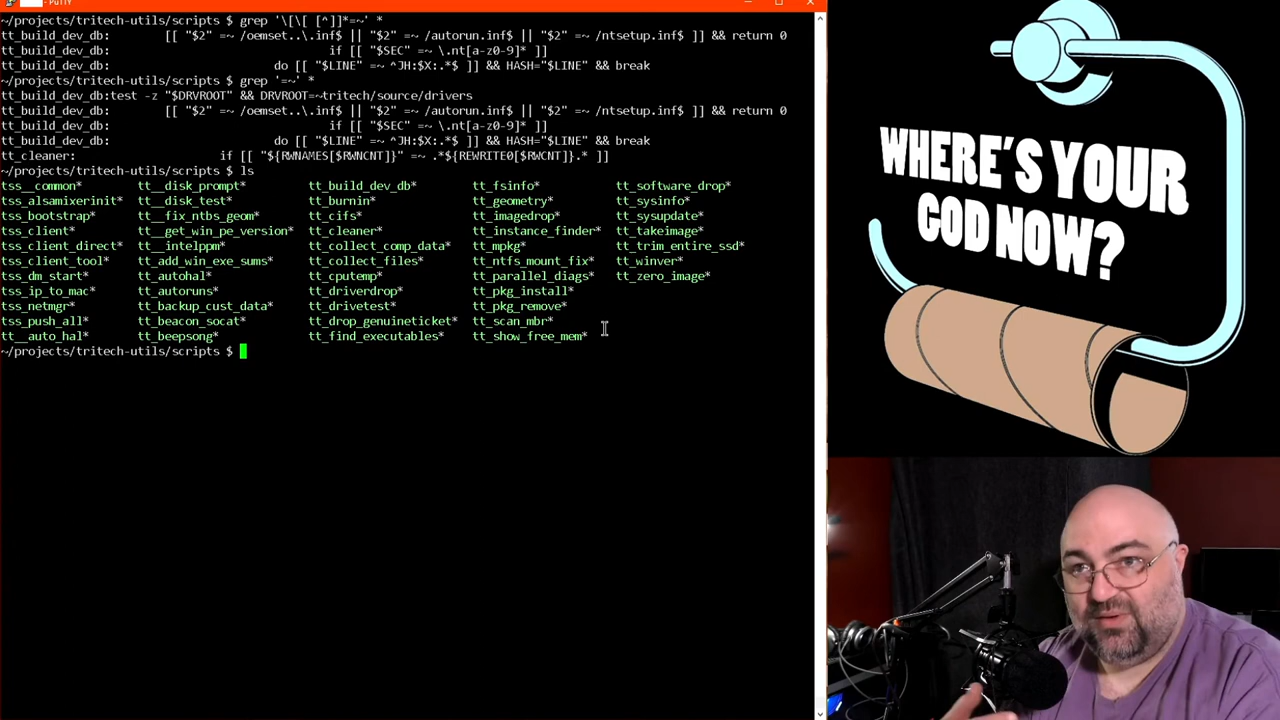 - PuTTY
~/projects/tritech-utils/scripts $ grep '\[\[ [^]]*=~' *
tt_build_dev_db: [[ "$2" =~ /oemset..\.inf$ || "$2" =~ /autorun.inf$ || "$2" =~ /ntsetup.inf$ ]] && return 0
tt_build_dev_db: if [[ "$SEC" =~ \.nt[a-z0-9]* ]]
tt_build_dev_db: do [[ "$LINE" =~ ^JH:$X:.*$ ]] && HASH="$LINE" && break
~/projects/tritech-utils/scripts $ grep '=~' *
tt_build_dev_db:test -z "$DRVROOT" && DRVROOT=~tritech/source/drivers
tt_build_dev_db: [[ "$2" =~ /oemset..\.inf$ || "$2" =~ /autorun.inf$ || "$2" =~ /ntsetup.inf$ ]] && return 0
tt_build_dev_db: if [[ "$SEC" =~ \.nt[a-z0-9]* ]]
tt_build_dev_db: do [[ "$LINE" =~ ^JH:$X:.*$ ]] && HASH="$LINE" && break
tt_cleaner: if [[ "${RWNAMES[$RWNCNT]}" =~ .*${REWRITE0[$RWCNT]}.* ]]
~/projects/tritech-utils/scripts $ ls
tss__common* tt__disk_prompt* tt_build_dev_db* tt_fsinfo* tt_software_drop*
tss_alsamixerinit* tt__disk_test* tt_burnin* tt_geometry* tt_sysinfo*
tss_bootstrap* tt__fix_ntbs_geom* tt_cifs* tt_imagedrop* tt_sysupdate*
tss_client* tt__get_win_pe_version* tt_cleaner* tt_instance_finder* tt_takeimage*
tss_client_direct* tt__intelppm* tt_collect_comp_data* tt_mpkg* tt_trim_entire_ssd*
tss_client_tool* tt_add_win_exe_sums* tt_collect_files* tt_ntfs_mount_fix* tt_winver*
tss_dm_start* tt_autohal* tt_cputemp* tt_parallel_diags* tt_zero_image*
tss_ip_to_mac* tt_autoruns* tt_driverdrop* tt_pkg_install*
tss_netmgr* tt_backup_cust_data* tt_drivetest* tt_pkg_remove*
tss_push_all* tt_beacon_socat* tt_drop_genuineticket* tt_scan_mbr*
tt__auto_hal* tt_beepsong* tt_find_executables* tt_show_free_mem*
~/projects/tritech-utils/scripts $
WHERE'S YOUR
GOD NOW?